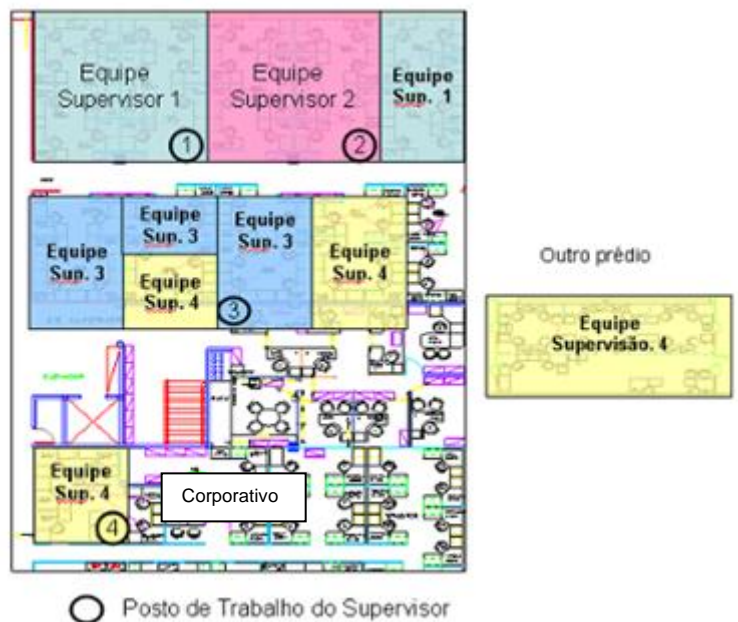 Equipe
Supervisor 1
1
Equipe
Supervisor 2
2
Equipe
Sup. 1
Equipe
Sup. 3
Equipe
Sup. 3
Equipe
Sup. 4
Equipe
Sup. 3
3
Equipe
Sup. 4
Outro prédio
Equipe
Supervisão. 4
Equipe
Sup. 4
4
Corporativo
Posto de Trabalho do Supervisor